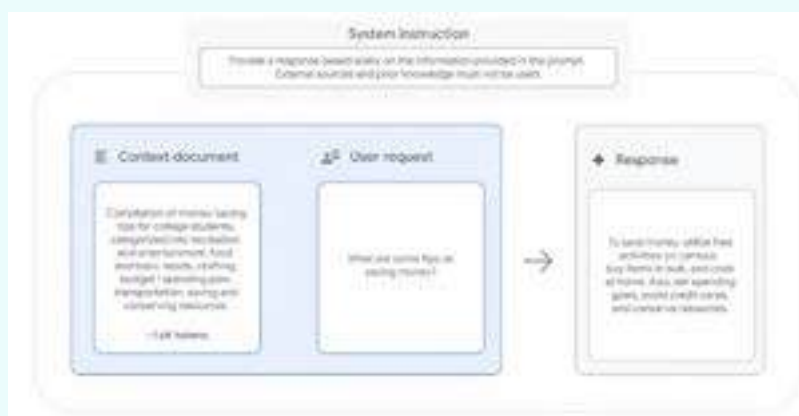 System Instruction
Provide a response based solely on the information provided in the prompt.
External sources and prior knowledge must not be used.
Context document
User request
Response
Compilation of money saving
tips for college students,
categorized into recreation
and entertainment, food
budget / spending plan,
transportation, saving and
conserving resources.
tokens
What are some tips on
saving money?
To save money, utilize free
activities on campus,
buy items in bulk, and cook
at home. Also, set spending
goals, avoid credit cards,
and conserve resources.